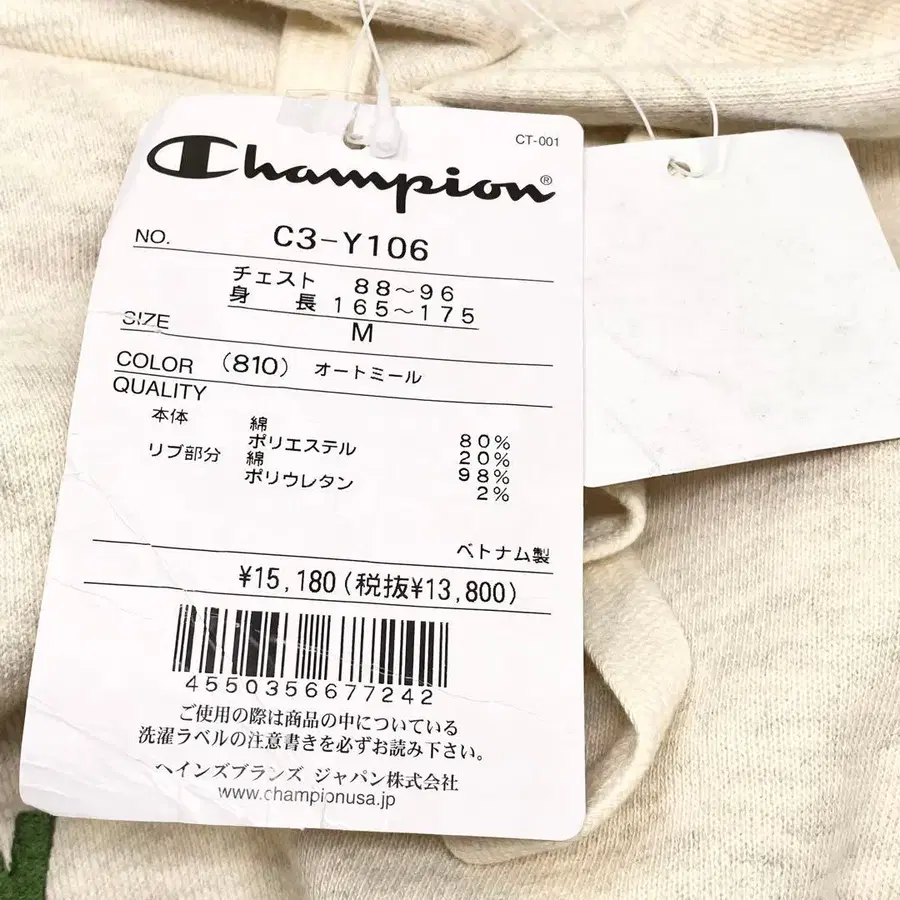 CT-001
Champion®
NO. C3-Y106
チェスト 88～96
身長 165～175
SIZE M
COLOR (810) オートミール
QUALITY
本体 綿 80%
ポリエステル 20%
リブ部分 綿 98%
ポリウレタン 2%
ベトナム製
¥15,180(税抜¥13,800)
4550356677242
ご使用の際は商品の中についている
洗濯ラベルの注意書きを必ずお読み下さい。
ヘインズブランズ ジャパン株式会社
www.championusa.jp